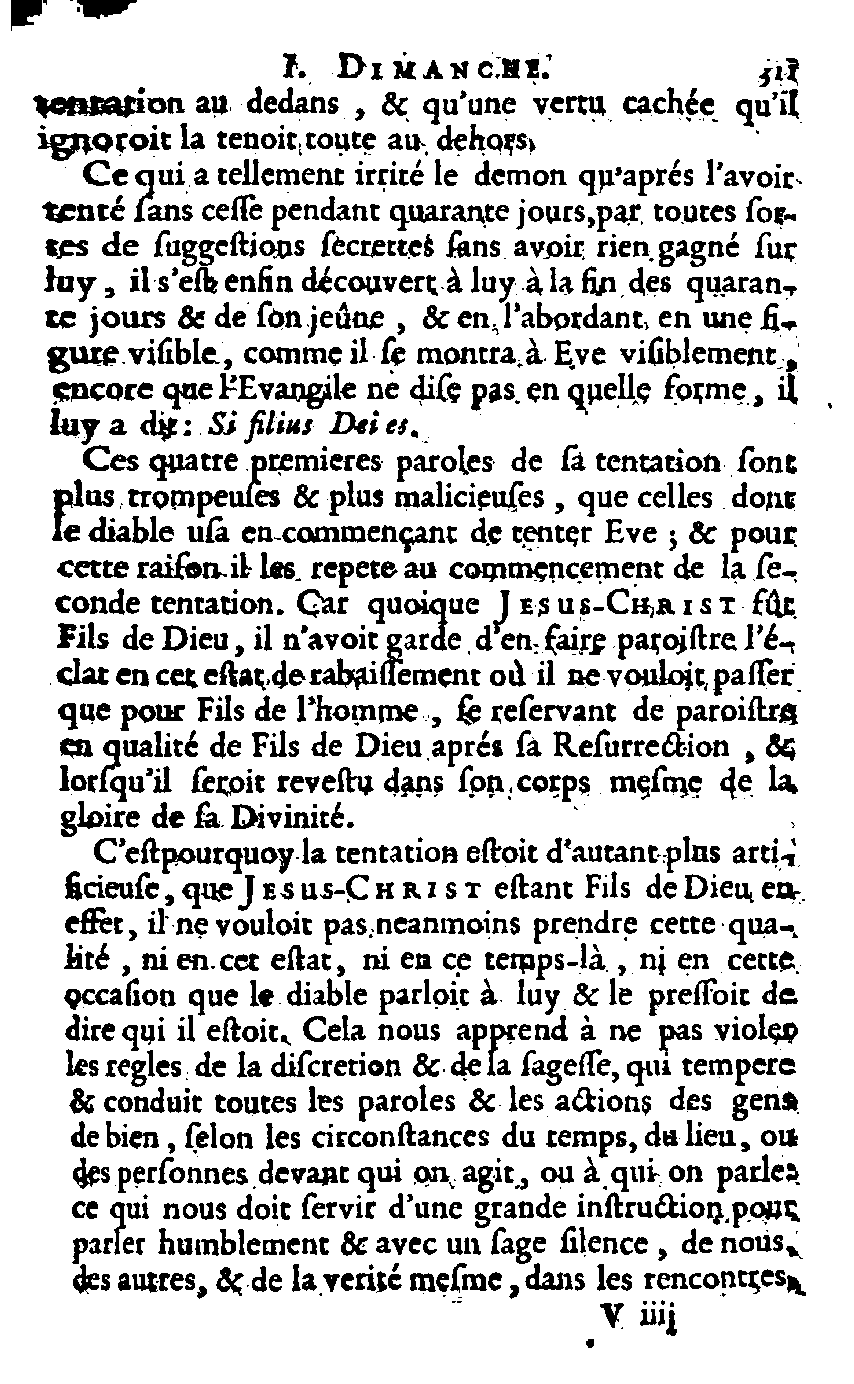 I. DIMANCHE. 311
tentation au dedans, & qu'une vertu cachée qu'il
ignoroit la tenoit toute au dehors,
Ce qui a tellement irrité le demon qu'aprés l'avoir
tenté ſans ceſſe pendant quarante jours, par toutes ſor-
tes de ſuggeſtions ſecrettes ſans avoir rien gagné ſur
luy, il s'eſt enfin découvert à luy à la fin des quaran-
te jours & de ſon jeûne, & en l'abordant en une fi-
gure viſible, comme il ſe montra à Eve viſiblement,
encore que l'Evangile ne diſe pas en quelle forme, il
luy a dit: Si filius Dei es.
Ces quatre premieres paroles de ſa tentation ſont
plus trompeuſes & plus malicieuſes, que celles dont
le diable uſa en commençant de tenter Eve; & pour
cette raiſon il les repete au commencement de la ſe-
conde tentation. Car quoique JESUS-CHRIST fût
Fils de Dieu, il n'avoit garde d'en faire paroiſtre l'é-
clat en cet eſtat de rabaiſſement où il ne vouloit paſſer
que pour Fils de l'homme, ſe reſervant de paroiſtre
en qualité de Fils de Dieu aprés ſa Reſurrection, &
lorſqu'il ſeroit reveſtu dans ſon corps meſme de la
gloire de ſa Divinité.
C'eſtpourquoy la tentation eſtoit d'autant plus arti-
ficieuſe, que JESUS-CHRIST eſtant Fils de Dieu en
effet, il ne vouloit pas neanmoins prendre cette qua-
lité, ni en cet eſtat, ni en ce temps-là, ni en cette
occaſion que le diable parloit à luy & le preſſoit de
dire qui il eſtoit. Cela nous apprend à ne pas violer
les regles de la diſcretion & de la ſageſſe, qui tempere
& conduit toutes les paroles & les actions des gens
de bien, ſelon les circonſtances du temps, du lieu, ou
des perſonnes devant qui on agit, ou à qui on parle:
ce qui nous doit ſervir d'une grande inſtruction pour
parler humblement & avec un ſage ſilence, de nous,
des autres, & de la verité meſme, dans les rencontres,
V iiij